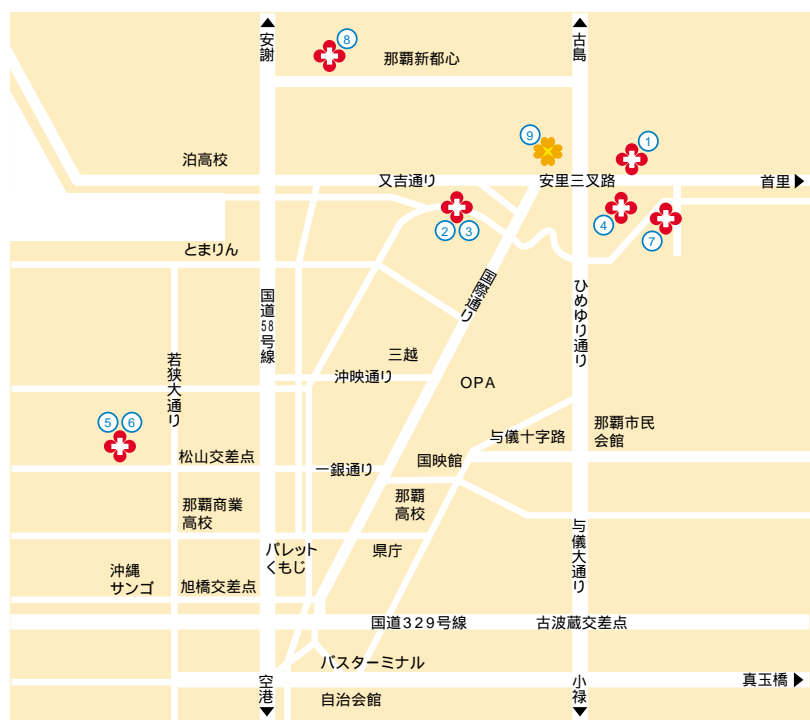 安謝
⑧
那覇新都心
古島
⑨
①
泊高校
又吉通り
安里三叉路
首里
②
③
④
⑦
とまりん
国道58号線
国際通り
ひめゆり通り
若狭大通り
三越
沖映通り
OPA
⑤
⑥
那覇市民
会館
与儀十字路
松山交差点
一銀通り
国映館
那覇
高校
那覇商業
高校
与儀大通り
パレット
くもじ
県庁
沖縄
サンゴ
旭橋交差点
国道329号線
古波蔵交差点
バスターミナル
空港
自治会館
小禄
真玉橋